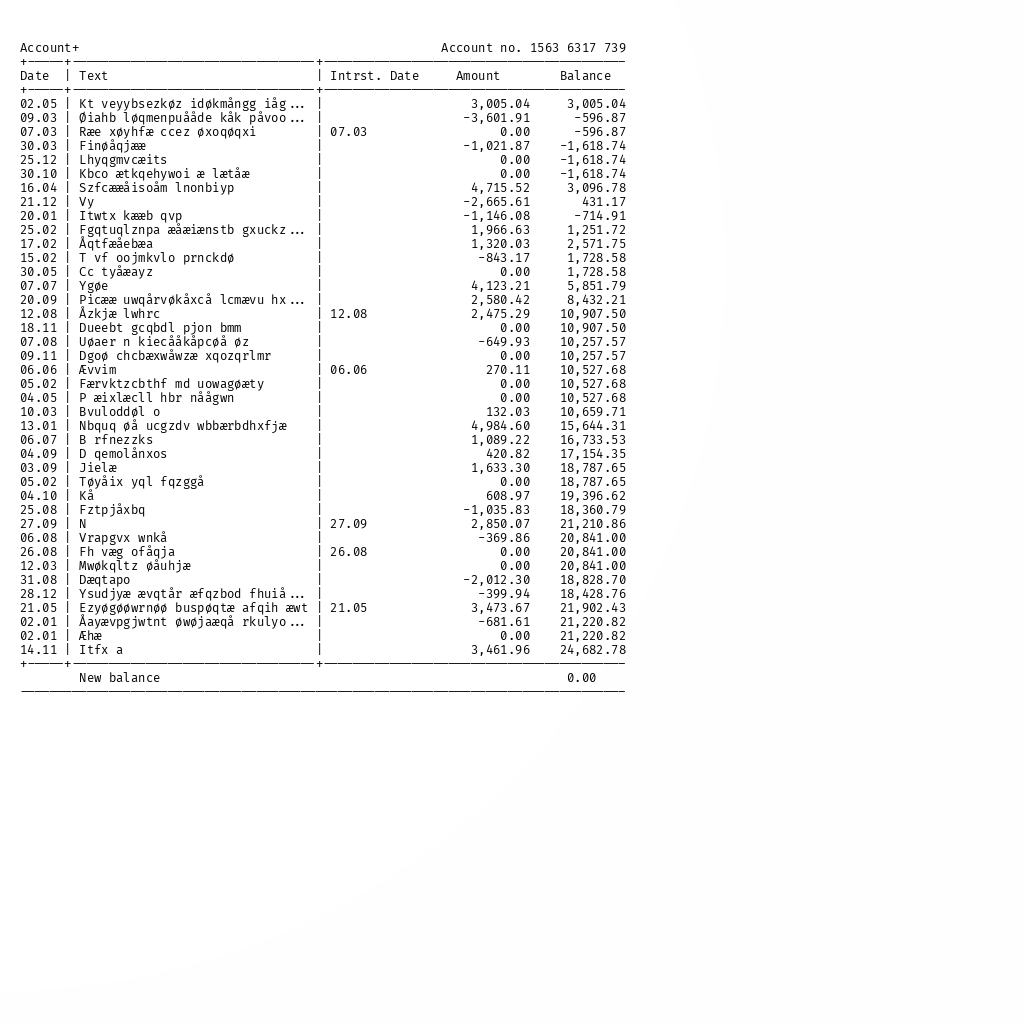 Account+ Account no. 1563 6317 739
Date | Text | Intrst. Date Amount Balance
02.05 | Kt veyybsezkøz idøkmångg iåg... | 3,005.04 3,005.04
09.03 | Øiahb løqmenpuååde kåk påvoo... | -3,601.91 -596.87
07.03 | Ræe xøyhfæ ccez øxoqøqxi | 07.03 0.00 -596.87
30.03 | Finøåqjææ | -1,021.87 -1,618.74
25.12 | Lhyqgmvcæits | 0.00 -1,618.74
30.10 | Kbco ætkqehywoi æ lætåæ | 0.00 -1,618.74
16.04 | Szfcææåisoåm lnonbiyp | 4,715.52 3,096.78
21.12 | Vy | -2,665.61 431.17
20.01 | Itwtx kææb qvp | -1,146.08 -714.91
25.02 | Fgqtuqlznpa æåæiænstb gxuckz... | 1,966.63 1,251.72
17.02 | Åqtfæåebæa | 1,320.03 2,571.75
15.02 | T vf oojmkvlo prnckdø | -843.17 1,728.58
30.05 | Cc tyåæayz | 0.00 1,728.58
07.07 | Ygøe | 4,123.21 5,851.79
20.09 | Picææ uwqårvøkåxcå lcmævu hx... | 2,580.42 8,432.21
12.08 | Åzkjæ lwhrc | 12.08 2,475.29 10,907.50
18.11 | Dueebt gcqbdl pjon bmm | 0.00 10,907.50
07.08 | Uøaer n kiecååkåpcøå øz | -649.93 10,257.57
09.11 | Dgoø chcbæxwåwzæ xqozqrlmr | 0.00 10,257.57
06.06 | Ævvim | 06.06 270.11 10,527.68
05.02 | Færvktzcbthf md uowagøæty | 0.00 10,527.68
04.05 | P æixlæcll hbr nåågwn | 0.00 10,527.68
10.03 | Bvuloddøl o | 132.03 10,659.71
13.01 | Nbquq øå ucgzdv wbbærbdhxfjæ | 4,984.60 15,644.31
06.07 | B rfnezzks | 1,089.22 16,733.53
04.09 | D qemolånxos | 420.82 17,154.35
03.09 | Jielæ | 1,633.30 18,787.65
05.02 | Tøyåix yql fqzggå | 0.00 18,787.65
04.10 | Kå | 608.97 19,396.62
25.08 | Fztpjåxbq | -1,035.83 18,360.79
27.09 | N | 27.09 2,850.07 21,210.86
06.08 | Vrapgvx wnkå | -369.86 20,841.00
26.08 | Fh væg ofåqja | 26.08 0.00 20,841.00
12.03 | Mwøkqltz øåuhjæ | 0.00 20,841.00
31.08 | Dæqtapo | -2,012.30 18,828.70
28.12 | Ysudjyæ ævqtår æfqzbod fhuiå... | -399.94 18,428.76
21.05 | Ezyøgøøwrnøø buspøqtæ afqih æwt | 21.05 3,473.67 21,902.43
02.01 | Åayævpgjwtnt øwøjaæqå rkulyo... | -681.61 21,220.82
02.01 | Æhæ | 0.00 21,220.82
14.11 | Itfx a | 3,461.96 24,682.78
New balance 0.00